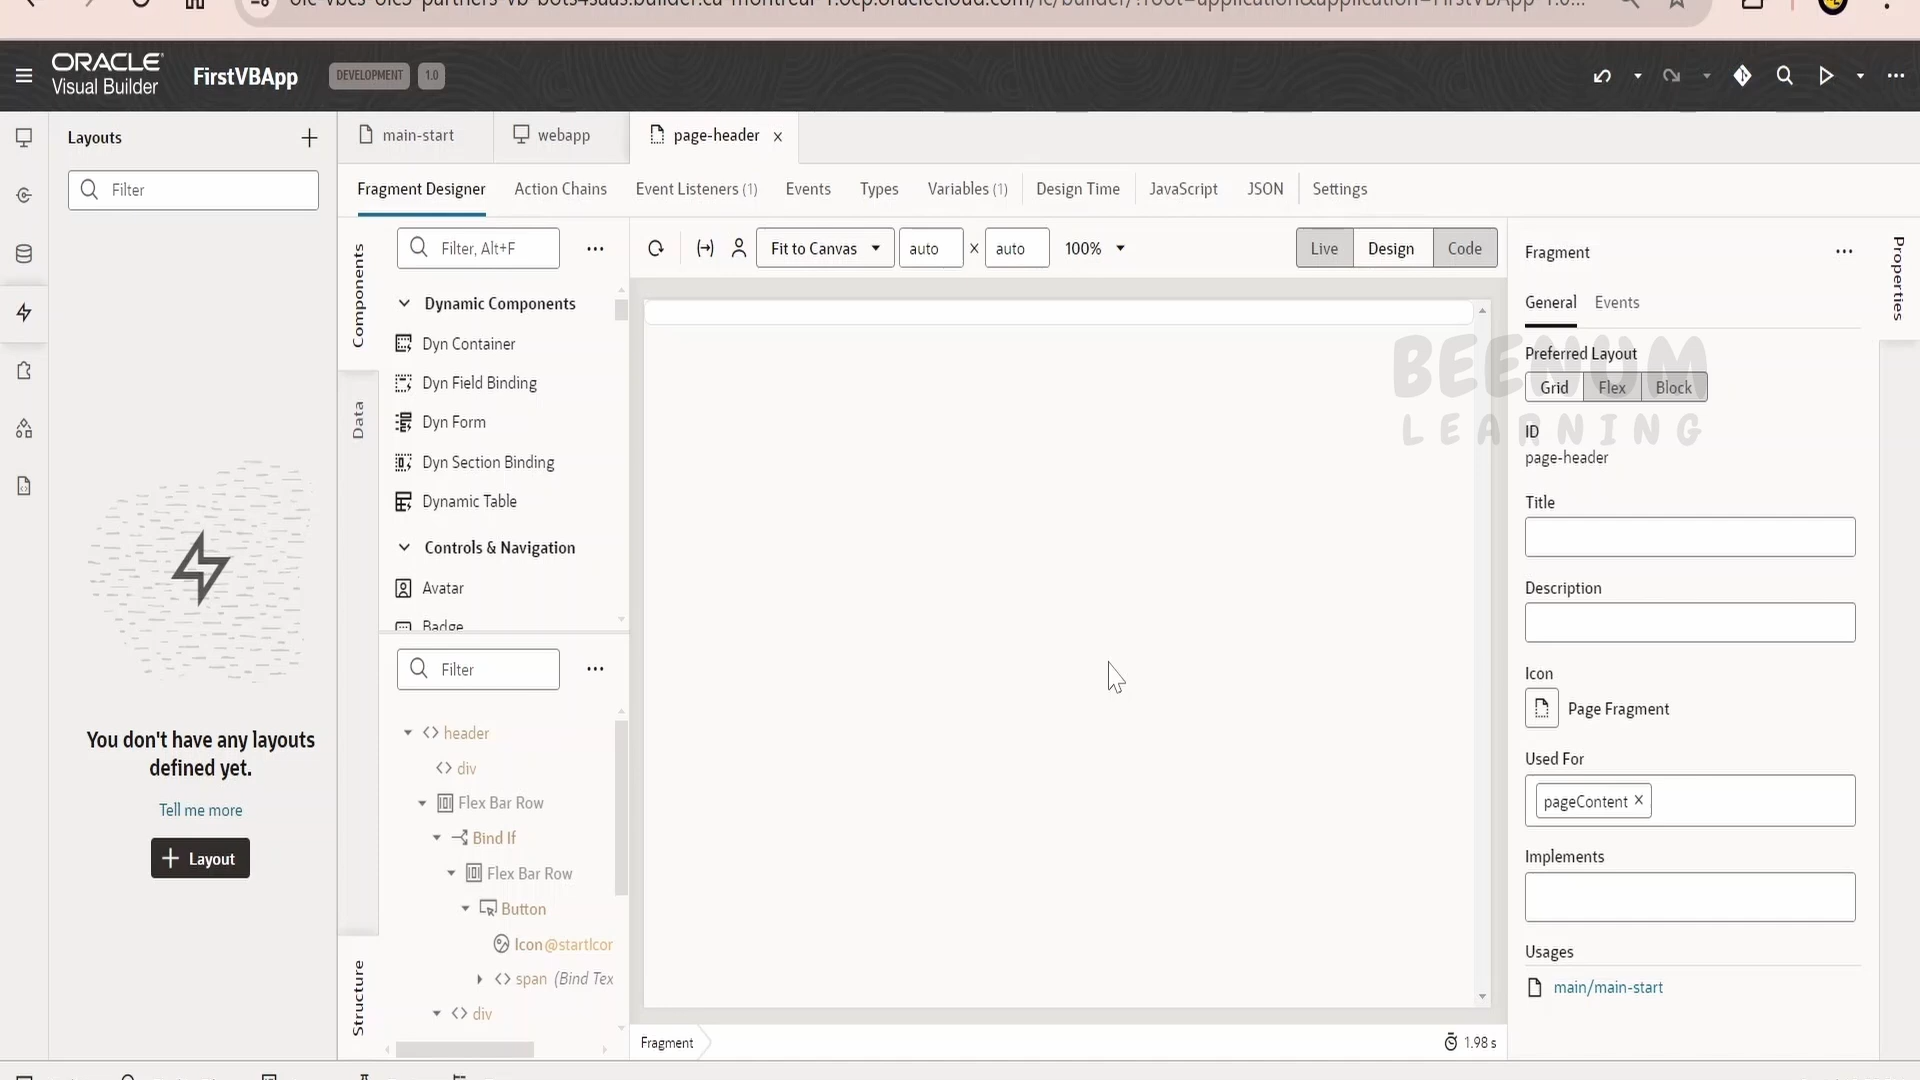 ORACLE
Visual Builder
FirstVBApp
DEVELOPMENT
1.0
Layouts
Filter
You don't have any layouts
defined yet.
Tell me more
Layout
main-start
webapp
page-header
Fragment Designer
Action Chains
Event Listeners (1)
Events
Types
Variables (1)
Design Time
JavaScript
JSON
Settings
Components
Data
Structure
Filter, Alt+F
Dynamic Components
Dyn Container
Dyn Field Binding
Dyn Form
Dyn Section Binding
Dynamic Table
Controls & Navigation
Avatar
Badge
Filter
header
div
Flex Bar Row
Bind If
Flex Bar Row
Button
Icon @startIcor
span (Bind Tex
div
Fit to Canvas
auto
x
auto
100%
Live
Design
Code
Fragment
1.98 s
Properties
Fragment
General
Events
Preferred Layout
Grid
Flex
Block
BEENUM
LEARNING
ID
page-header
Title
Description
Icon
Page Fragment
Used For
pageContent
Implements
Usages
main/main-start